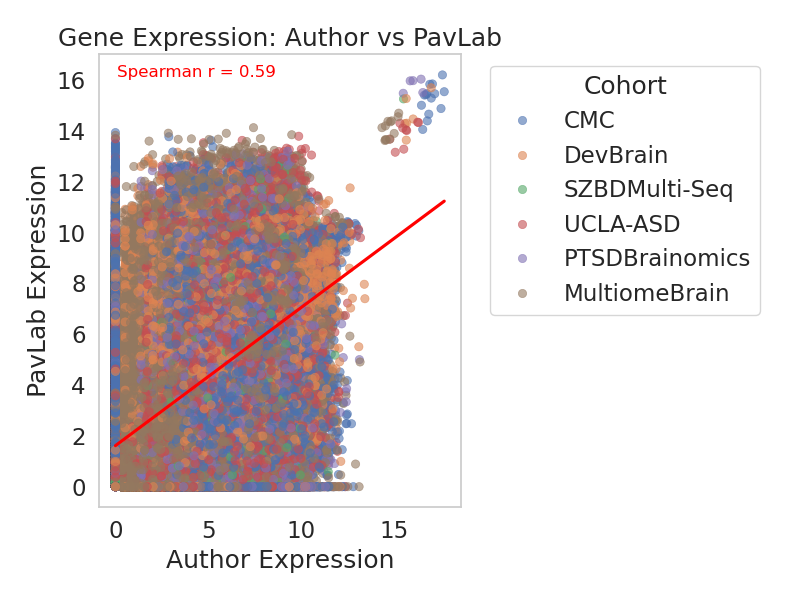 Gene Expression: Author vs PavLab
Spearman r = 0.59
16
14
12
10
8
6
4
2
0
PavLab Expression
0 5 10 15
Author Expression
Cohort
CMC
DevBrain
SZBDMulti-Seq
UCLA-ASD
PTSDBrainomics
MultiomeBrain